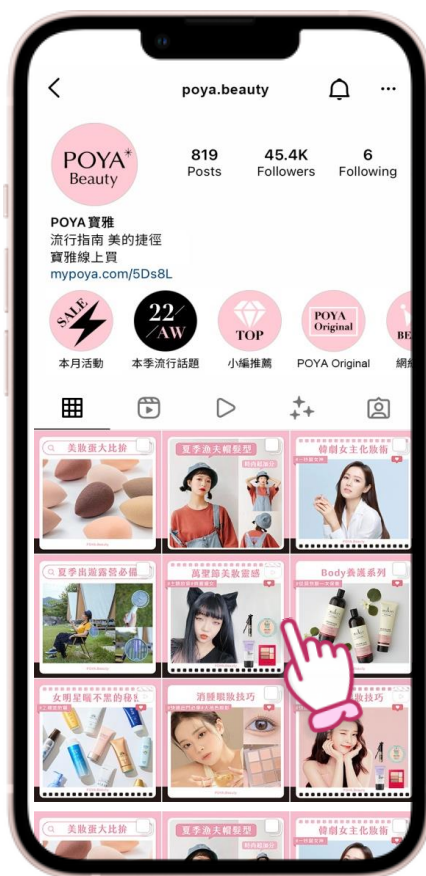 poya.beauty
POYA*
Beauty
819
Posts
45.4K
Followers
6
Following
POYA 寶雅
流行指南 美的捷徑
寶雅線上買
mypoya.com/5Ds8L
SALE
22/
/AW
TOP
POYA
Original
BE
本月活動
本季流行話題
小編推薦
POYA Original
網
美妝蛋大比拚
夏季漁夫帽髮型
韓劇女主化妝術
夏季出遊露營必備
萬聖節美妝靈感
Body養護系列
女明星曬不黑的秘
消腫眼妝技巧
妝技巧
美妝蛋大比拚
夏季漁夫帽髮型
韓劇女主化妝術